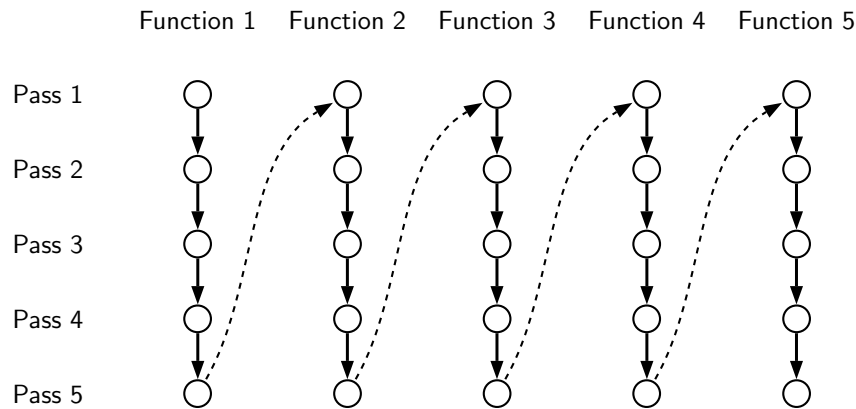 Function 1 Function 2 Function 3 Function 4 Function 5
Pass 1
Pass 2
Pass 3
Pass 4
Pass 5